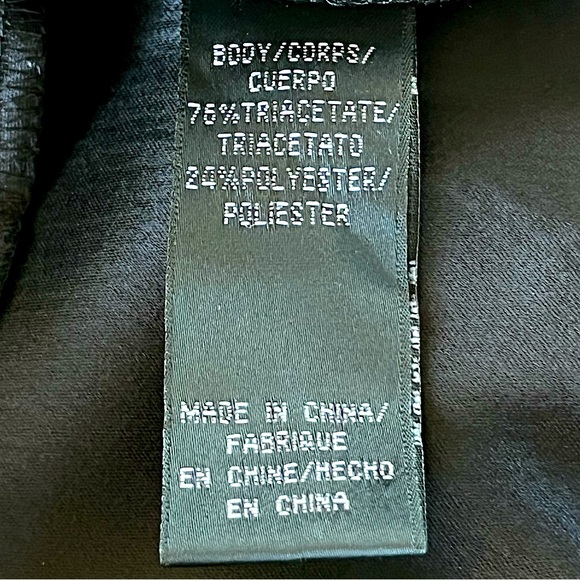 BODY/CORPS/
CUERPO
76%TRIACETATE/
TRIACETATO
24%POLYESTER/
POLIESTER
MADE IN CHINA/
FABRIQUE
EN CHINE/HECHO
EN CHINA